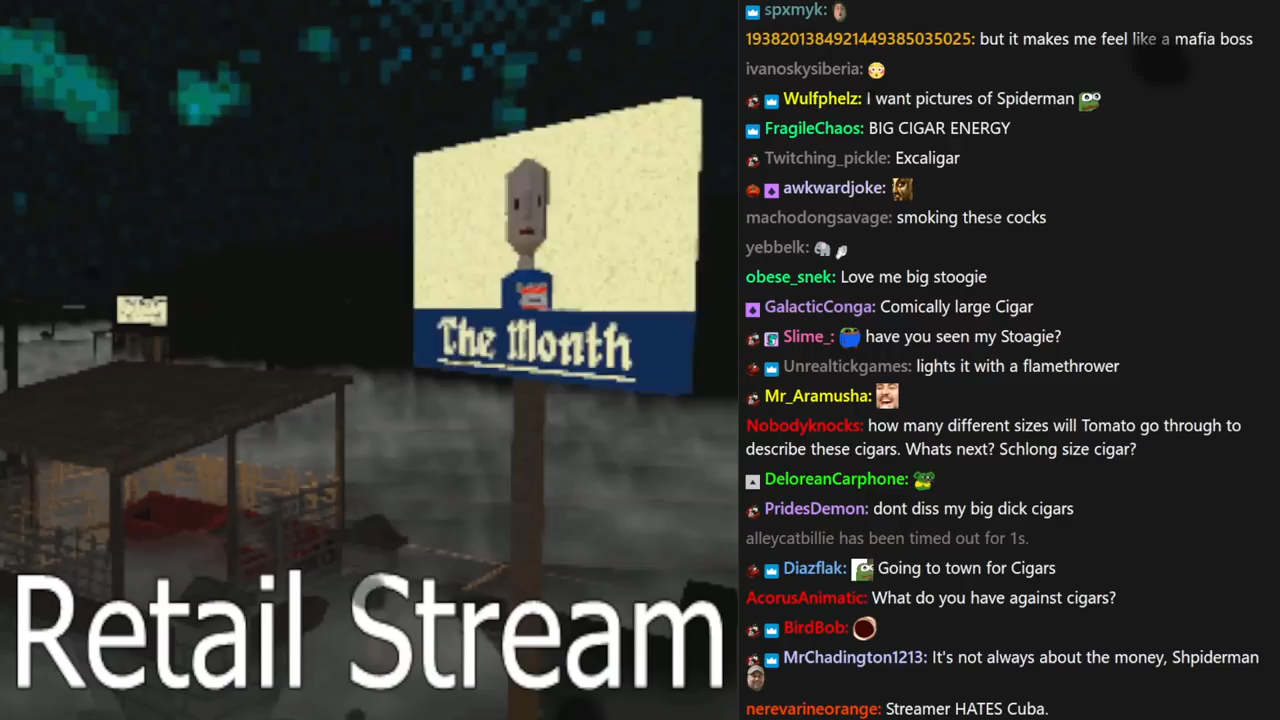 The Month
Retail Stream
spxmyk:
193820138492144938503​5025: but it makes me feel like a mafia boss
ivanoskysiberia:
Wulfphelz: I want pictures of Spiderman
FragileChaos: BIG CIGAR ENERGY
Twitching_pickle: Excaligar
awkwardjoke:
machodongsavage: smoking these cocks
yebbelk:
obese_snek: Love me big stoogie
GalacticConga: Comically large Cigar
Slime_: have you seen my Stoagie?
Unrealtickgames: lights it with a flamethrower
Mr_Aramusha:
Nobodyknocks: how many different sizes will Tomato go through to
describe these cigars. Whats next? Schlong size cigar?
DeloreanCarphone:
PridesDemon: dont diss my big dick cigars
alleycatbillie has been timed out for 1s.
Diazflak: Going to town for Cigars
AcorusAnimatic: What do you have against cigars?
BirdBob:
MrChadington1213: It's not always about the money, Shpiderman
nerevarineorange: Streamer HATES Cuba.